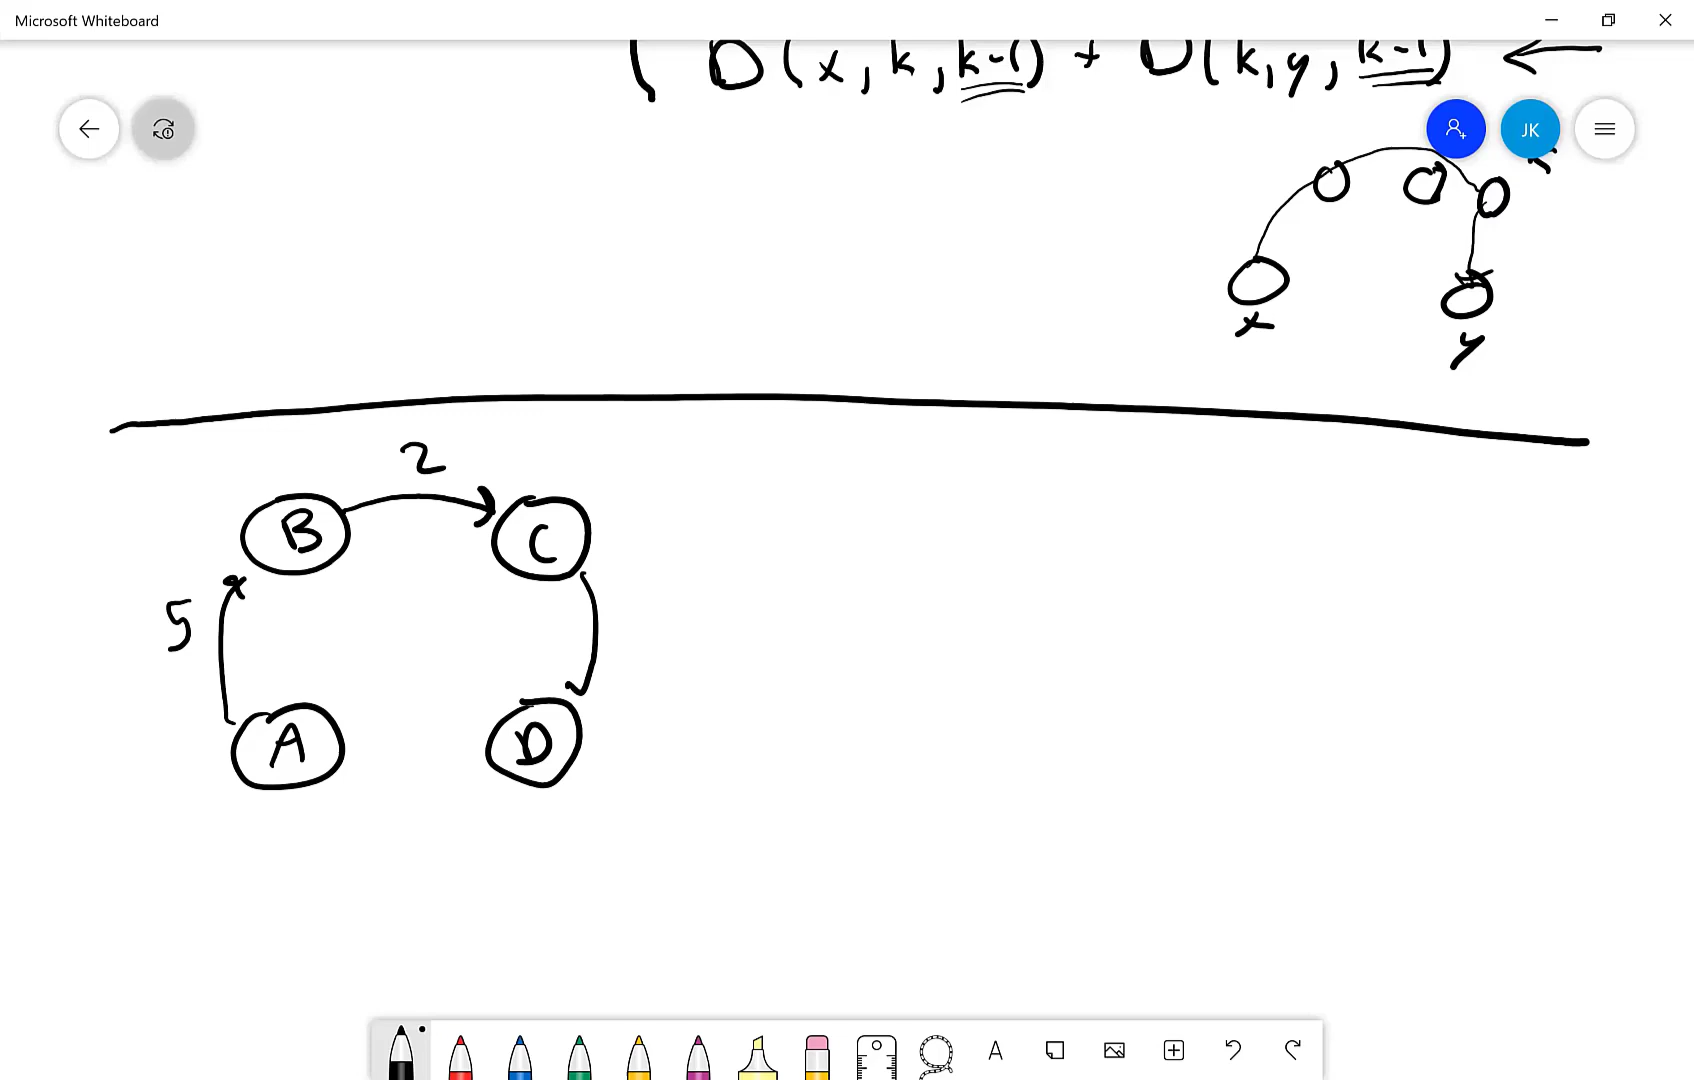 Microsoft Whiteboard
( D(x, k, k-1) + D(k, y, k-1) ←
JK
x
y
2
B
C
5
A
D
A